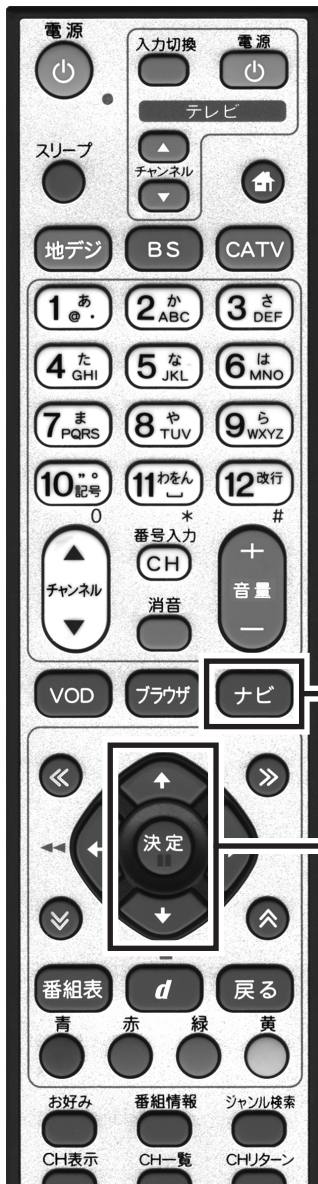 電源
入力切換 電源
テレビ
スリープ
チャンネル
地デジ BS CATV
1 あ @ . 2 か ABC 3 さ DEF
4 た GHI 5 な JKL 6 は MNO
7 ま PQRS 8 や TUV 9 ら WXYZ
10 ゛゜ 記号 11 わをん 12 改行
0 * #
番号入力
チャンネル CH + 音量 -
消音
VOD ブラウザ ナビ
決定
番組表 d 戻る
青 赤 緑 黄
お好み 番組情報 ジャンル検索
CH表示 CH一覧 CHリターン